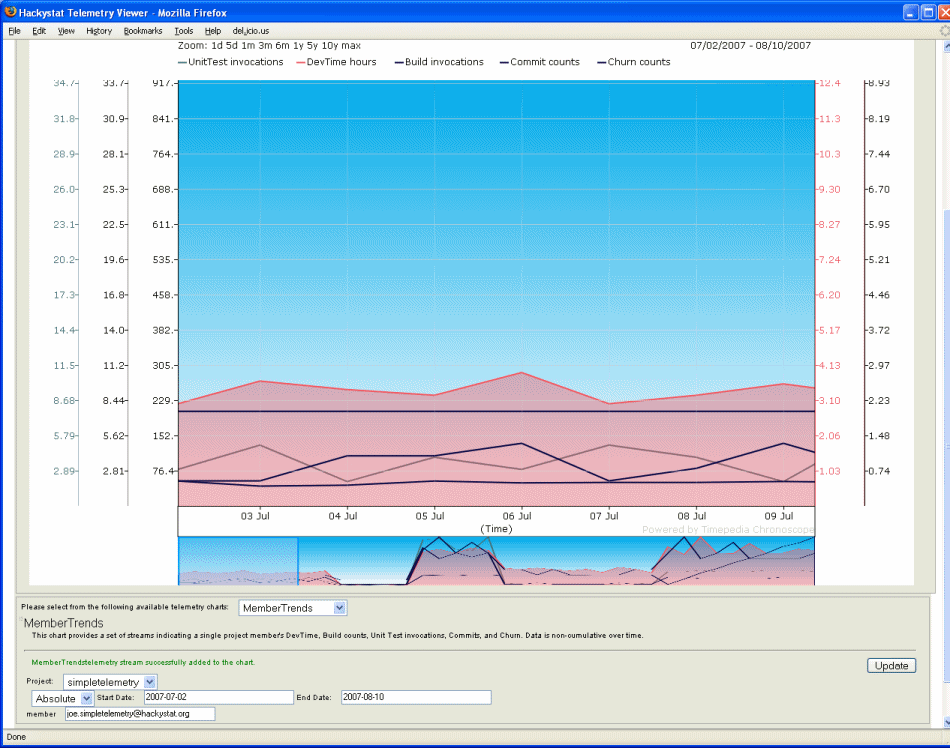 Hackystat Telemetry Viewer - Mozilla Firefox
File Edit View History Bookmarks Tools Help del.icio.us
Zoom: 1d 5d 1m 3m 6m 1y 5y 10y max 07/02/2007 - 08/10/2007
UnitTest invocations DevTime hours Build invocations Commit counts Churn counts
34.7 33.7 917. 12.4 8.93
31.8 30.9 841. 11.3 8.19
28.9 28.1 764. 10.3 7.44
26.0 25.3 688. 9.30 6.70
23.1 22.5 611. 8.27 5.95
20.2 19.6 535. 7.24 5.21
17.3 16.8 458. 6.20 4.46
14.4 14.0 382. 5.17 3.72
11.5 11.2 305. 4.13 2.97
8.68 8.44 229. 3.10 2.23
5.79 5.62 152. 2.06 1.48
2.89 2.81 76.4 1.03 0.74
03 Jul 04 Jul 05 Jul 06 Jul 07 Jul 08 Jul 09 Jul
(Time)
Powered by Timepedia Chronoscope
Please select from the following available telemetry charts: MemberTrends
MemberTrends
This chart provides a set of streams indicating a single project member's DevTime, Build counts, Unit Test invocations, Commits, and Churn. Data is non-cumulative over time.
MemberTrendstelemetry stream successfully added to the chart.
Update
Project: simpletelemetry
Absolute Start Date: 2007-07-02 End Date: 2007-08-10
member joe.simpletelemetry@hackystat.org
Done